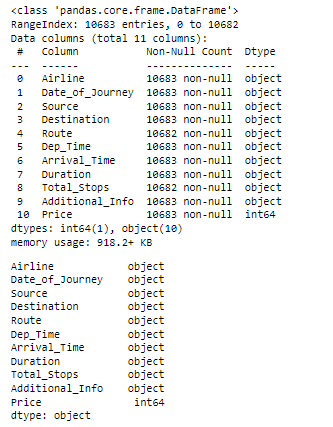 <class 'pandas.core.frame.DataFrame'>
RangeIndex: 10683 entries, 0 to 10682
Data columns (total 11 columns):
 #   Column           Non-Null Count  Dtype
---  ------           --------------  -----
 0   Airline          10683 non-null  object
 1   Date_of_Journey  10683 non-null  object
 2   Source           10683 non-null  object
 3   Destination      10683 non-null  object
 4   Route            10682 non-null  object
 5   Dep_Time         10683 non-null  object
 6   Arrival_Time     10683 non-null  object
 7   Duration         10683 non-null  object
 8   Total_Stops      10682 non-null  object
 9   Additional_Info  10683 non-null  object
 10  Price            10683 non-null  int64
dtypes: int64(1), object(10)
memory usage: 918.2+ KB

Airline            object
Date_of_Journey    object
Source             object
Destination        object
Route              object
Dep_Time           object
Arrival_Time       object
Duration           object
Total_Stops        object
Additional_Info    object
Price               int64
dtype: object